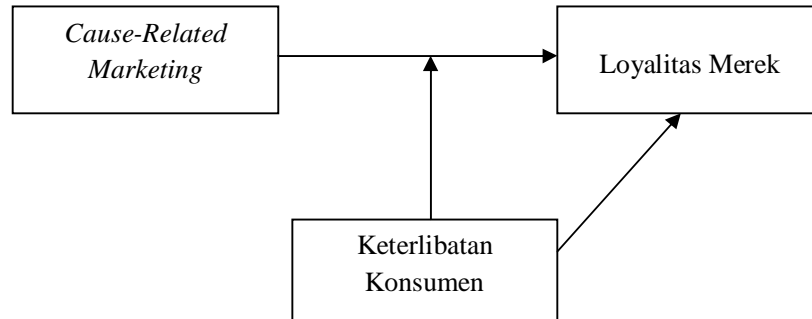 Cause-Related
Marketing
Loyalitas Merek
Keterlibatan
Konsumen